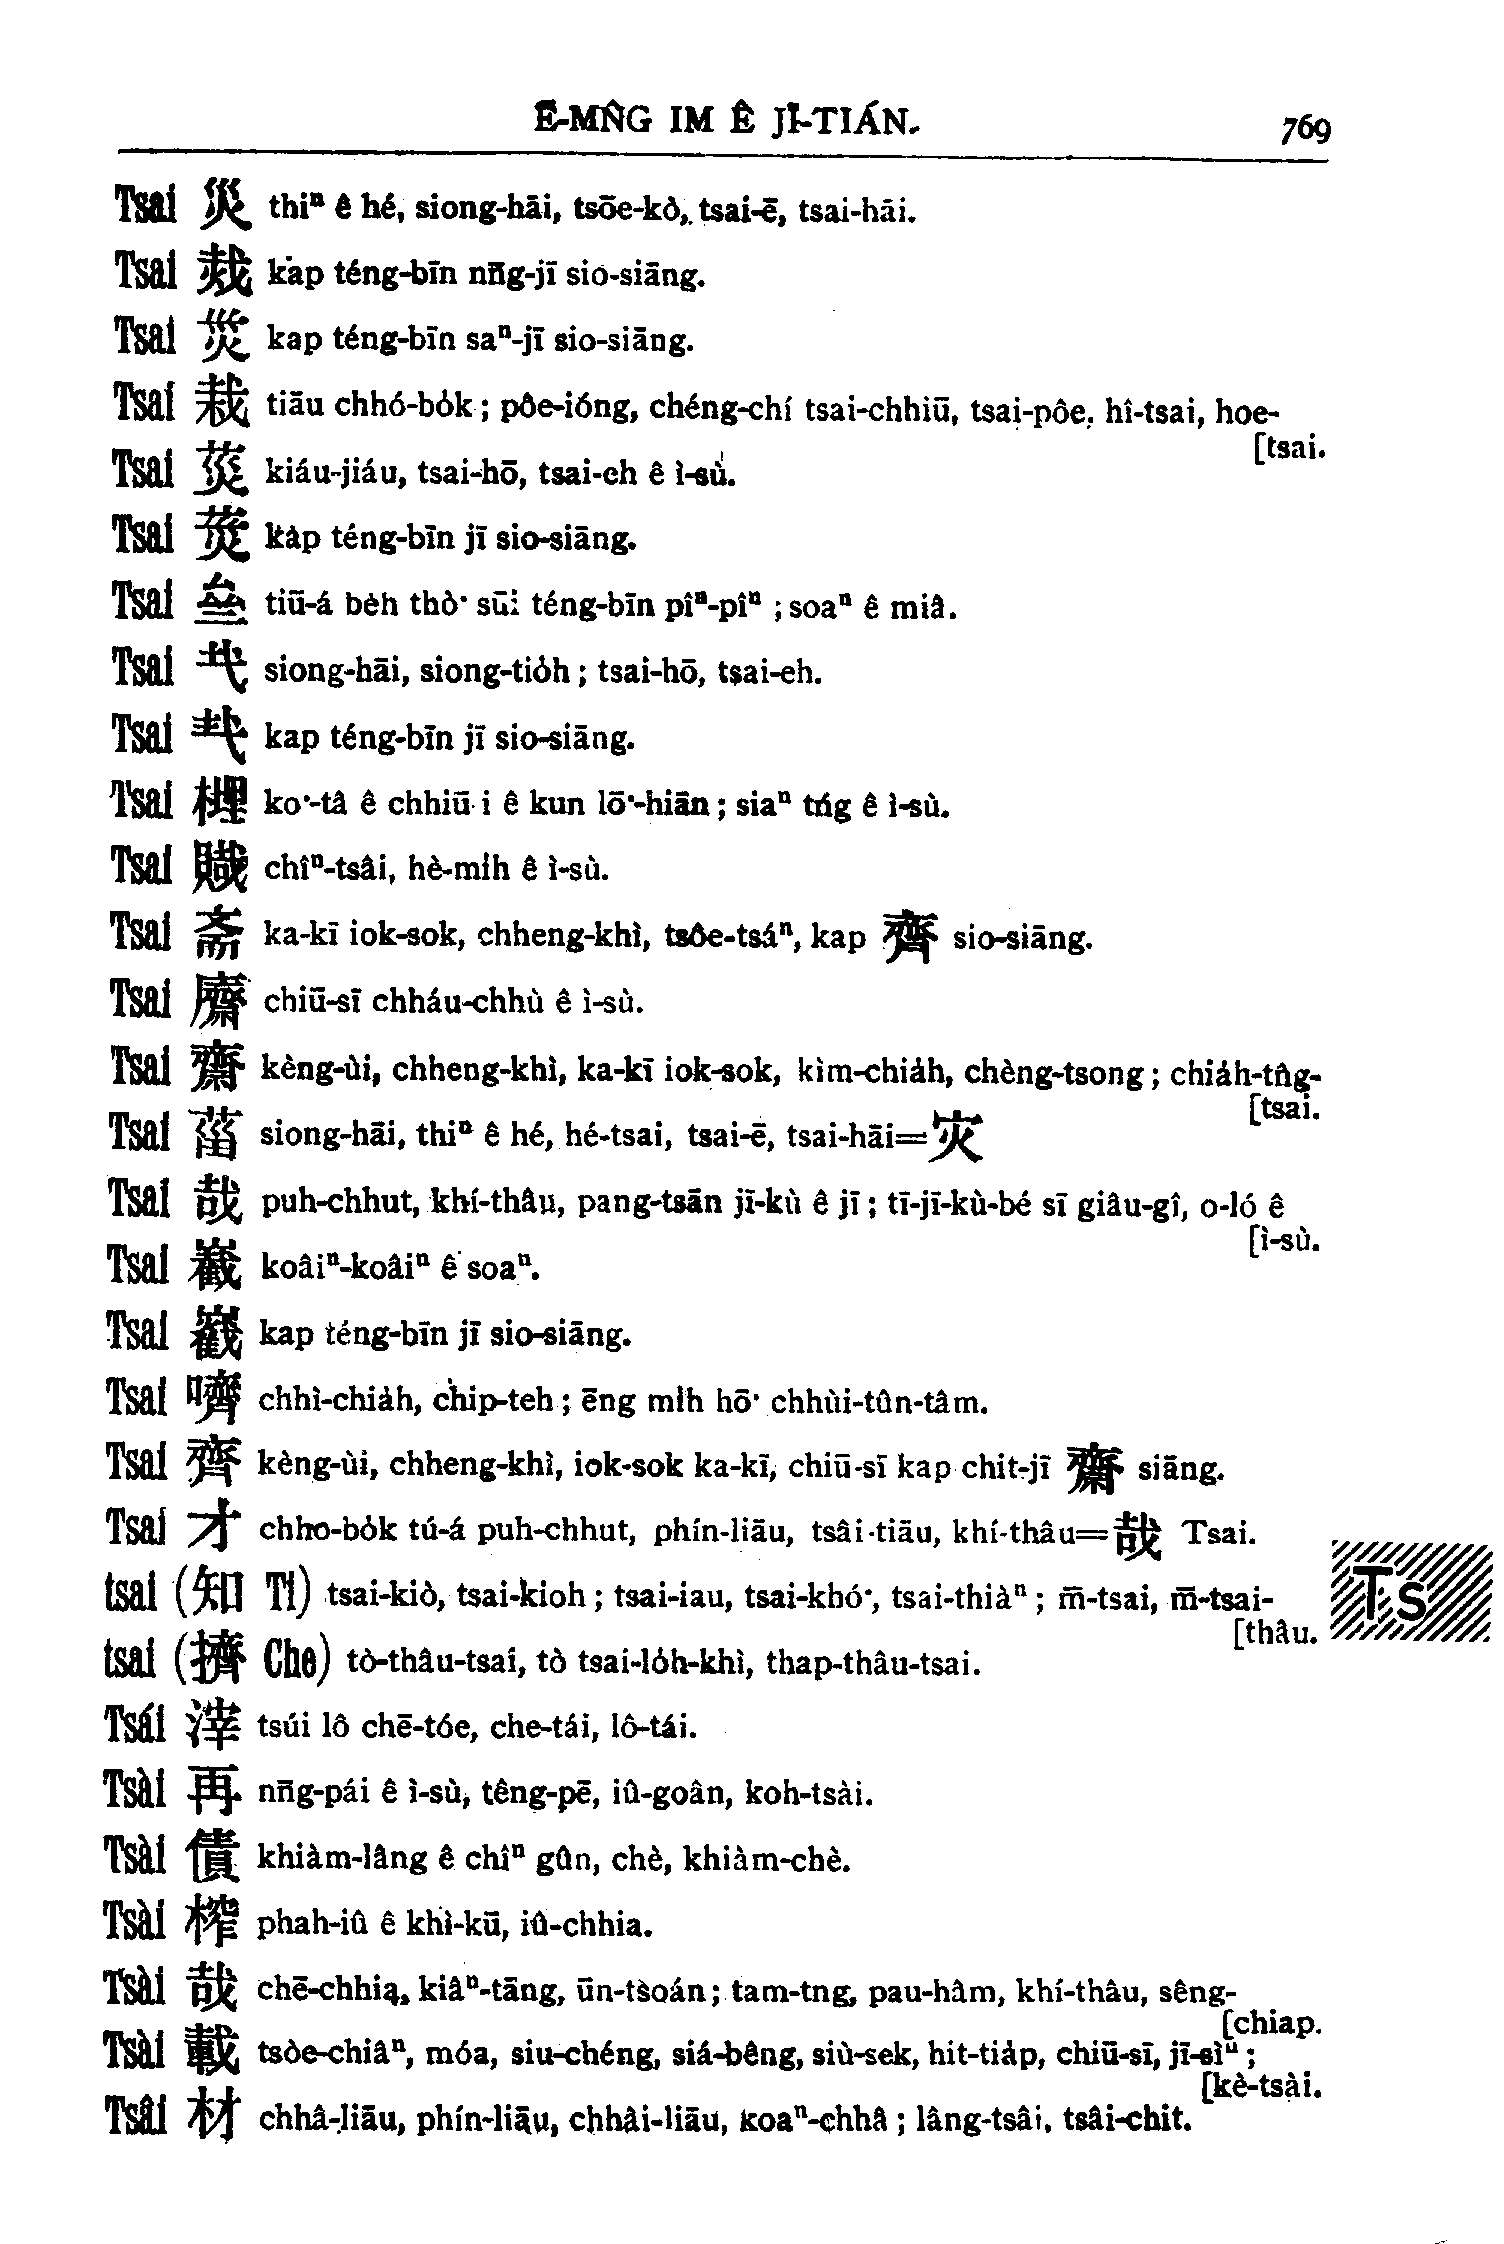 Ē-MN̂G IM Ê JĪ-TIÁN. 769
Tsai 災 thiⁿ ê hé, siong-hāi, tsōe-kò, tsai-ē, tsai-hāi.
Tsai 烖 kap téng-bīn nn̄g-jī sio-siāng.
Tsai kap téng-bīn saⁿ-jī sio-siāng.
Tsai 栽 tiāu chhó-bo̍k; pôe-ióng, chéng-chí tsai-chhiū, tsai-pôe, hî-tsai, hoe-
[tsai.
Tsai kiáu-jiáu, tsai-hō, tsai-eh ê ì-sù.
Tsai kap téng-bīn jī sio-siāng.
Tsai tiū-á be̍h thò͘ sūi téng-bīn pîⁿ-pîⁿ; soaⁿ ê miâ.
Tsai siong-hāi, siong-tio̍h; tsai-hō, tsai-eh.
Tsai kap téng-bīn jī sio-siāng.
Tsai ko͘-tâ ê chhiū i ê kun lō͘-hiān; siaⁿ tńg ê ì-sù.
Tsai chîⁿ-tsâi, hè-mi̍h ê ì-sù.
Tsai 斋 ka-kī iok-sok, chheng-khì, tsôe-tsáⁿ, kap 齊 sio-siāng.
Tsai chiū-sī chháu-chhù ê ì-sù.
Tsai 齋 kèng-ùi, chheng-khì, ka-kī iok-sok, kìm-chia̍h, chèng-tsong; chia̍h-tn̂g-
[tsai.
Tsai 菑 siong-hāi, thiⁿ ê hé, hé-tsai, tsai-ē, tsai-hāi=灾
Tsai 哉 puh-chhut, khí-thâu, pang-tsān jī-kù ê jī; tī-jī-kù-bé sī giâu-gî, o-ló ê
[ì-sù.
Tsai koâiⁿ-koâiⁿ ê soaⁿ.
Tsai kap téng-bīn jī sio-siāng.
Tsai 嚌 chhì-chia̍h, chip-teh; ēng mi̍h hō͘ chhùi-tûn-tâm.
Tsai 齊 kèng-ùi, chheng-khì, iok-sok ka-kī, chiū-sī kap chit-jī 齋 siāng.
Tsai 才 chho-bo̍k tú-á puh-chhut, phín-liāu, tsâi-tiāu, khí-thâu=哉 Tsai.
tsai (知 Ti) tsai-kiò, tsai-kioh; tsai-iau, tsai-khó͘, tsai-thiàⁿ; m̄-tsai, m̄-tsai-
[thâu.
Ts
tsai (擠 Che) tò-thâu-tsai, tò tsai-lo̍h-khì, thap-thâu-tsai.
Tsái 滓 tsúi lô chē-tóe, che-tái, lô-tái.
Tsài 再 nn̄g-pái ê ì-sù, têng-pē, iû-goân, koh-tsài.
Tsài 債 khiàm-lâng ê chîⁿ gûn, chè, khiàm-chè.
Tsài 榨 phah-iû ê khì-kū, iû-chhia.
Tsài 哉 chē-chhia, kiâⁿ-tāng, ūn-tsoán; tam-tng, pau-hâm, khí-thâu, sêng-
[chiap.
Tsài 載 tsòe-chiâⁿ, móa, siu-chéng, siá-bêng, siù-sek, hit-tia̍p, chiū-sī, jī-sìⁿ;
[kè-tsài.
Tsâi 材 chhâ-liāu, phín-liāu, chhâi-liāu, koaⁿ-chhâ; lâng-tsâi, tsâi-chit.